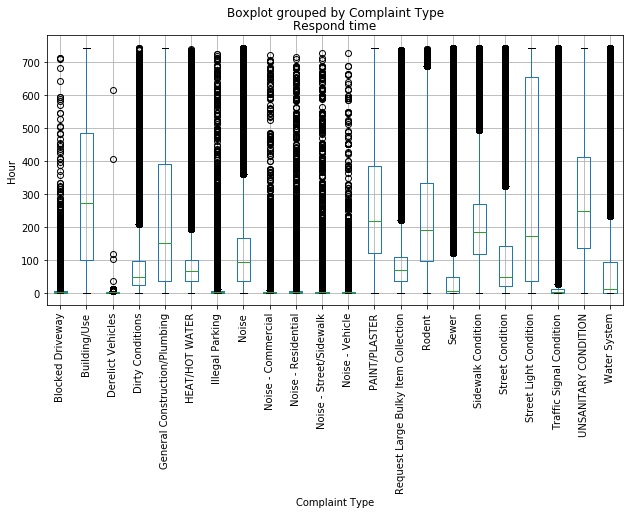 Boxplot grouped by Complaint Type
Respond time
700
600
500
400
300
200
100
0
Hour
Blocked Driveway
Building/Use
Derelict Vehicles
Dirty Conditions
General Construction/Plumbing
HEAT/HOT WATER
Illegal Parking
Noise
Noise - Commercial
Noise - Residential
Noise - Street/Sidewalk
Noise - Vehicle
PAINT/PLASTER
Request Large Bulky Item Collection
Rodent
Sewer
Sidewalk Condition
Street Condition
Street Light Condition
Traffic Signal Condition
UNSANITARY CONDITION
Water System
Complaint Type